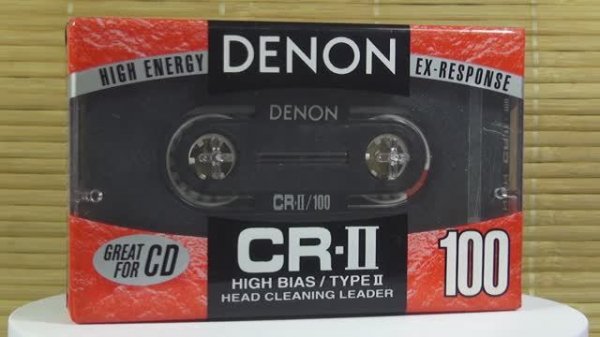 HIGH ENERGY
DENON
EX-RESPONSE
DENON
CR·II/100
GREAT
FOR CD
CR·II
HIGH BIAS / TYPE II
HEAD CLEANING LEADER
100